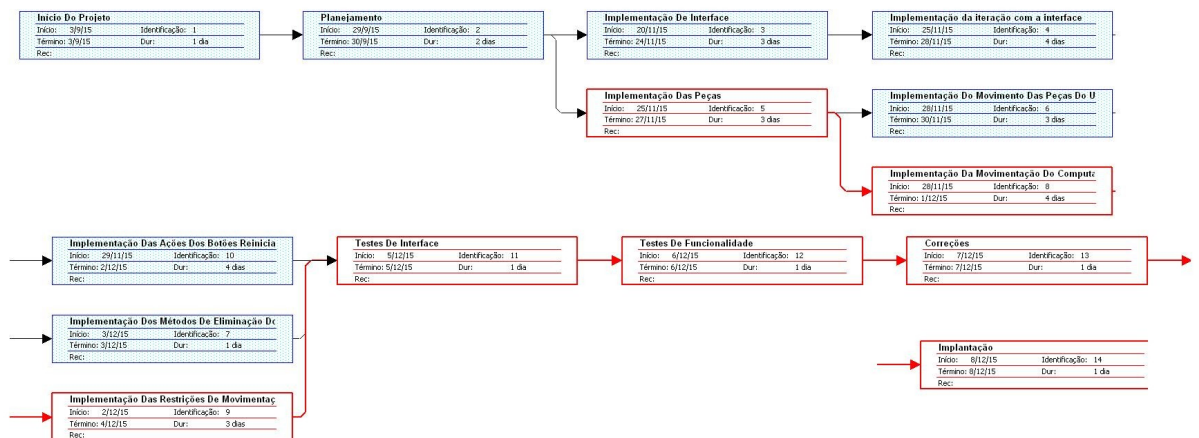 Início Do Projeto
Início: 3/9/15 Identificação: 1
Término: 3/9/15 Dur: 1 dia
Rec:
Planejamento
Início: 29/9/15 Identificação: 2
Término: 30/9/15 Dur: 2 dias
Rec:
Implementação De Interface
Início: 20/11/15 Identificação: 3
Término: 24/11/15 Dur: 3 dias
Rec:
Implementação da iteração com a interface
Início: 25/11/15 Identificação: 4
Término: 28/11/15 Dur: 4 dias
Rec:
Implementação Das Peças
Início: 25/11/15 Identificação: 5
Término: 27/11/15 Dur: 3 dias
Rec:
Implementação Do Movimento Das Peças Do U
Início: 28/11/15 Identificação: 6
Término: 30/11/15 Dur: 3 dias
Rec:
Implementação Da Movimentação Do Computa
Início: 28/11/15 Identificação: 8
Término: 1/12/15 Dur: 4 dias
Rec:
Implementação Das Ações Dos Botões Reinicia
Início: 29/11/15 Identificação: 10
Término: 2/12/15 Dur: 4 dias
Rec:
Testes De Interface
Início: 5/12/15 Identificação: 11
Término: 5/12/15 Dur: 1 dia
Rec:
Testes De Funcionalidade
Início: 6/12/15 Identificação: 12
Término: 6/12/15 Dur: 1 dia
Rec:
Correções
Início: 7/12/15 Identificação: 13
Término: 7/12/15 Dur: 1 dia
Rec:
Implementação Dos Métodos De Eliminação Dc
Início: 3/12/15 Identificação: 7
Término: 3/12/15 Dur: 1 dia
Rec:
Implantação
Início: 8/12/15 Identificação: 14
Término: 8/12/15 Dur: 1 dia
Rec:
Implementação Das Restrições De Movimentaç
Início: 2/12/15 Identificação: 9
Término: 4/12/15 Dur: 3 dias
Rec: